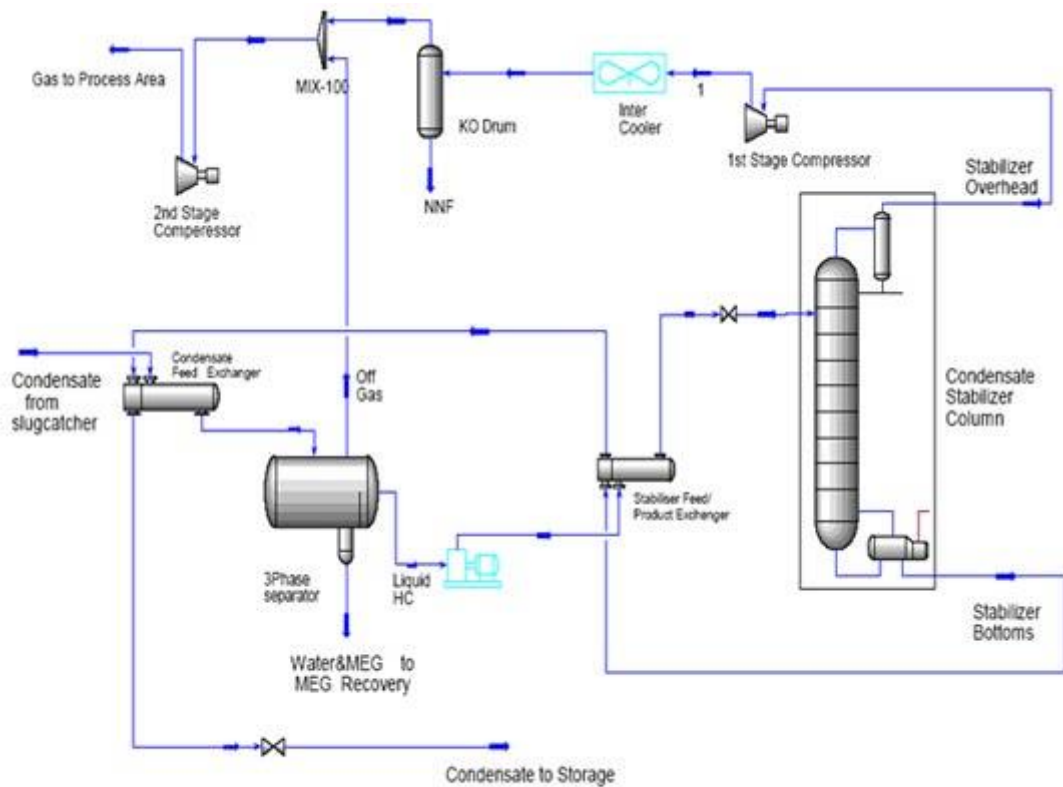 Gas to Process Area
MIX-100
KO Drum
NNF
Inter
Cooler
1
1st Stage Compressor
2nd Stage
Comperessor
Stabilizer
Overhead
Condensate
from
slugcatcher
Condensate
Feed Exchanger
Off
Gas
3Phase
separator
Liquid
HC
Water&MEG to
MEG Recovery
Stabiliser Feed/
Product Exchanger
Condensate
Stabilizer
Column
Stabilizer
Bottoms
Condensate to Storage